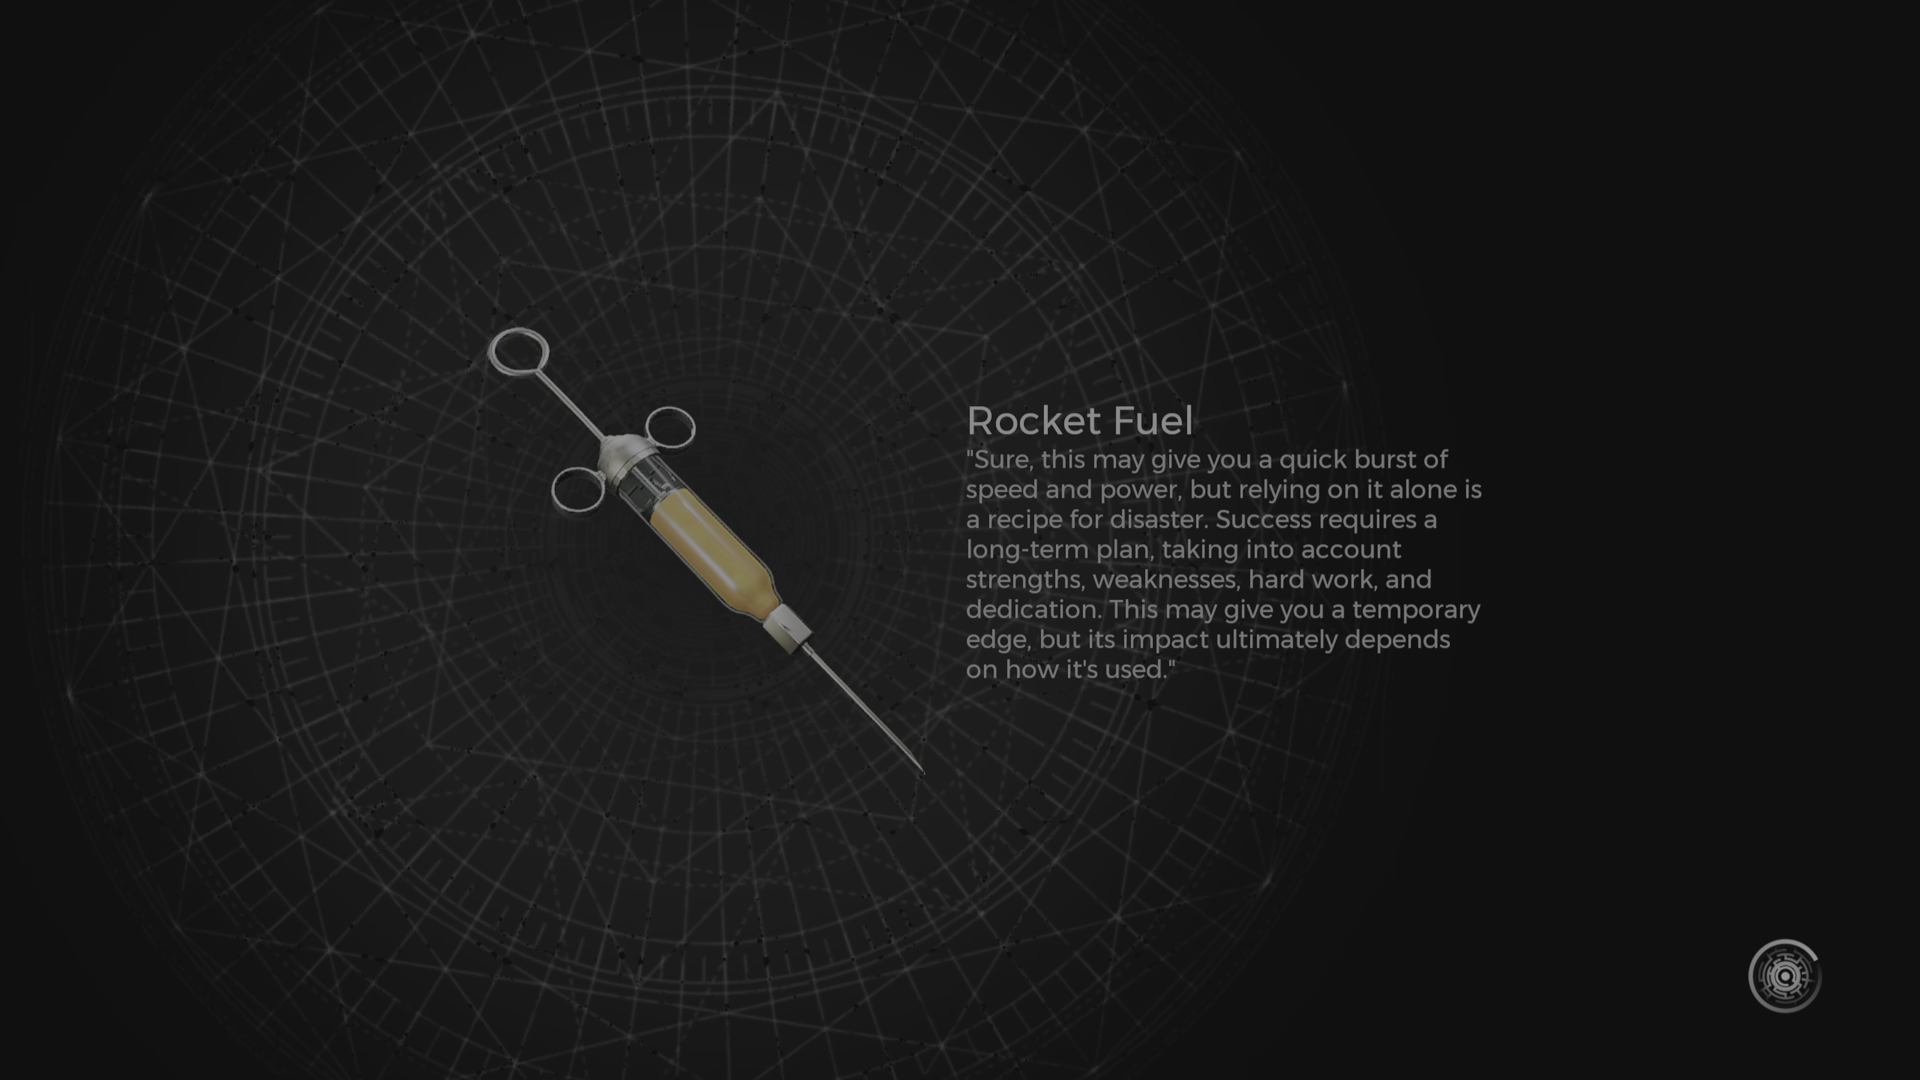 Rocket Fuel
"Sure, this may give you a quick burst of
speed and power, but relying on it alone is
a recipe for disaster. Success requires a
long-term plan, taking into account
strengths, weaknesses, hard work, and
dedication. This may give you a temporary
edge, but its impact ultimately depends
on how it's used."